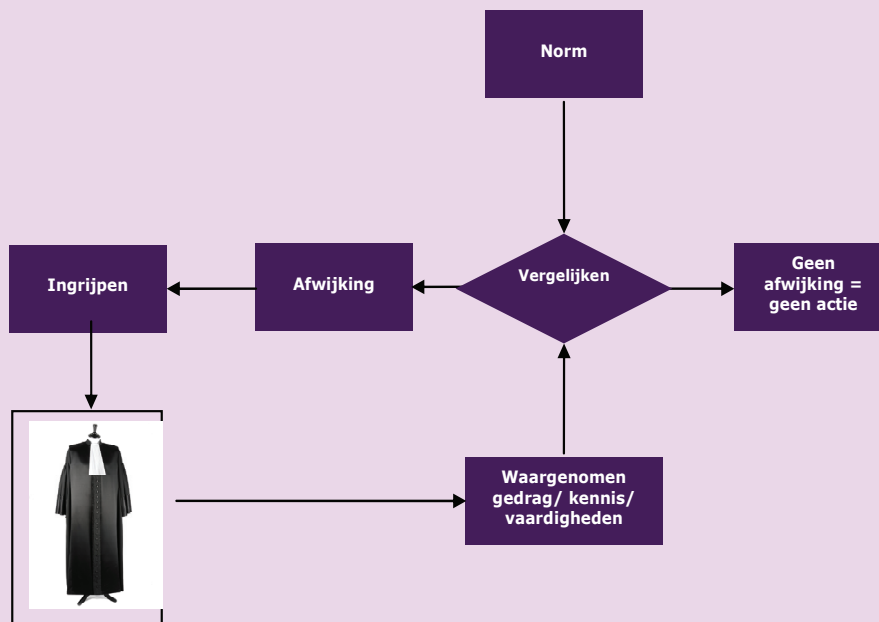 Norm
Ingrijpen
Afwijking
Vergelijken
Geen
afwijking =
geen actie
Waargenomen
gedrag/ kennis/
vaardigheden